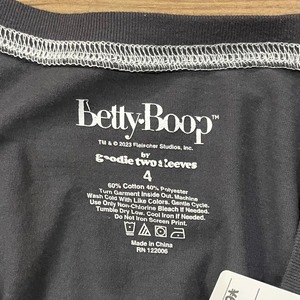 Betty Boop™
TM & © 2023 Fleischer Studios, Inc.
BY
goodie two sleeves
4
60% Cotton 40% Polyester
Turn Garment Inside Out. Machine
Wash Cold With Like Colors. Gentle Cycle.
Use Only Non-Chlorine Bleach If Needed.
Tumble Dry Low. Cool Iron If Needed.
Do Not Iron Screen Print.
Made in China
RN 122006